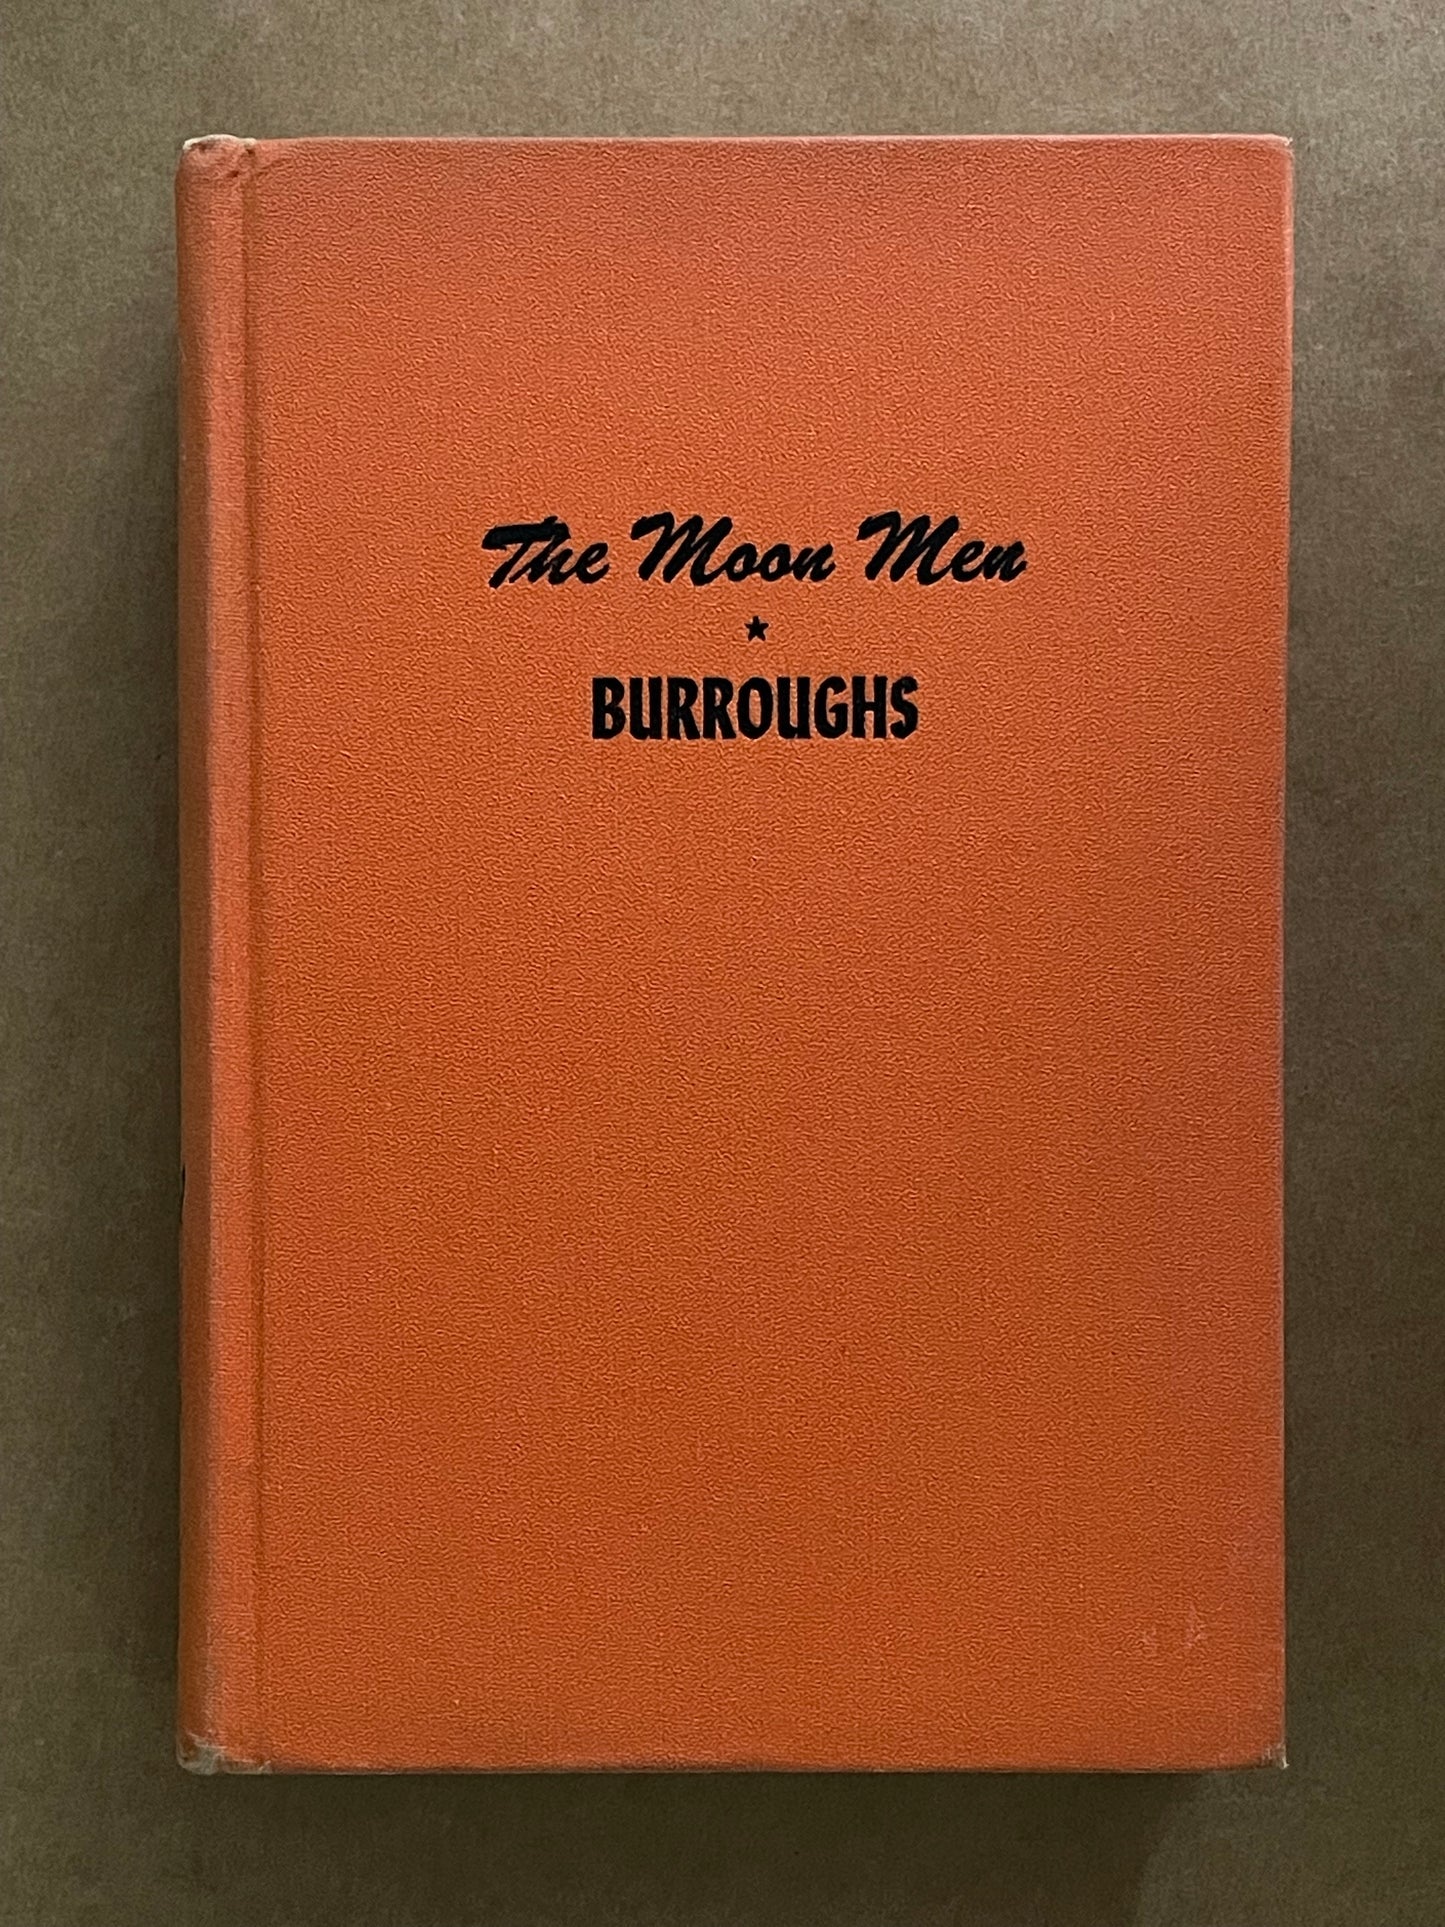 The Moon Men
★
BURROUGHS